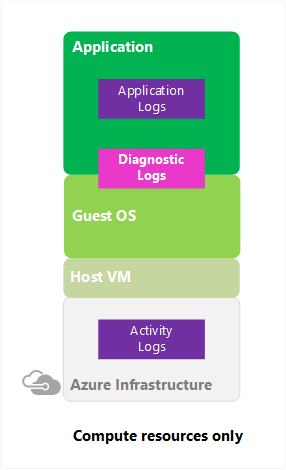 Application
Application
Logs
Diagnostic
Logs
Guest OS
Host VM
Activity
Logs
Azure Infrastructure
Compute resources only